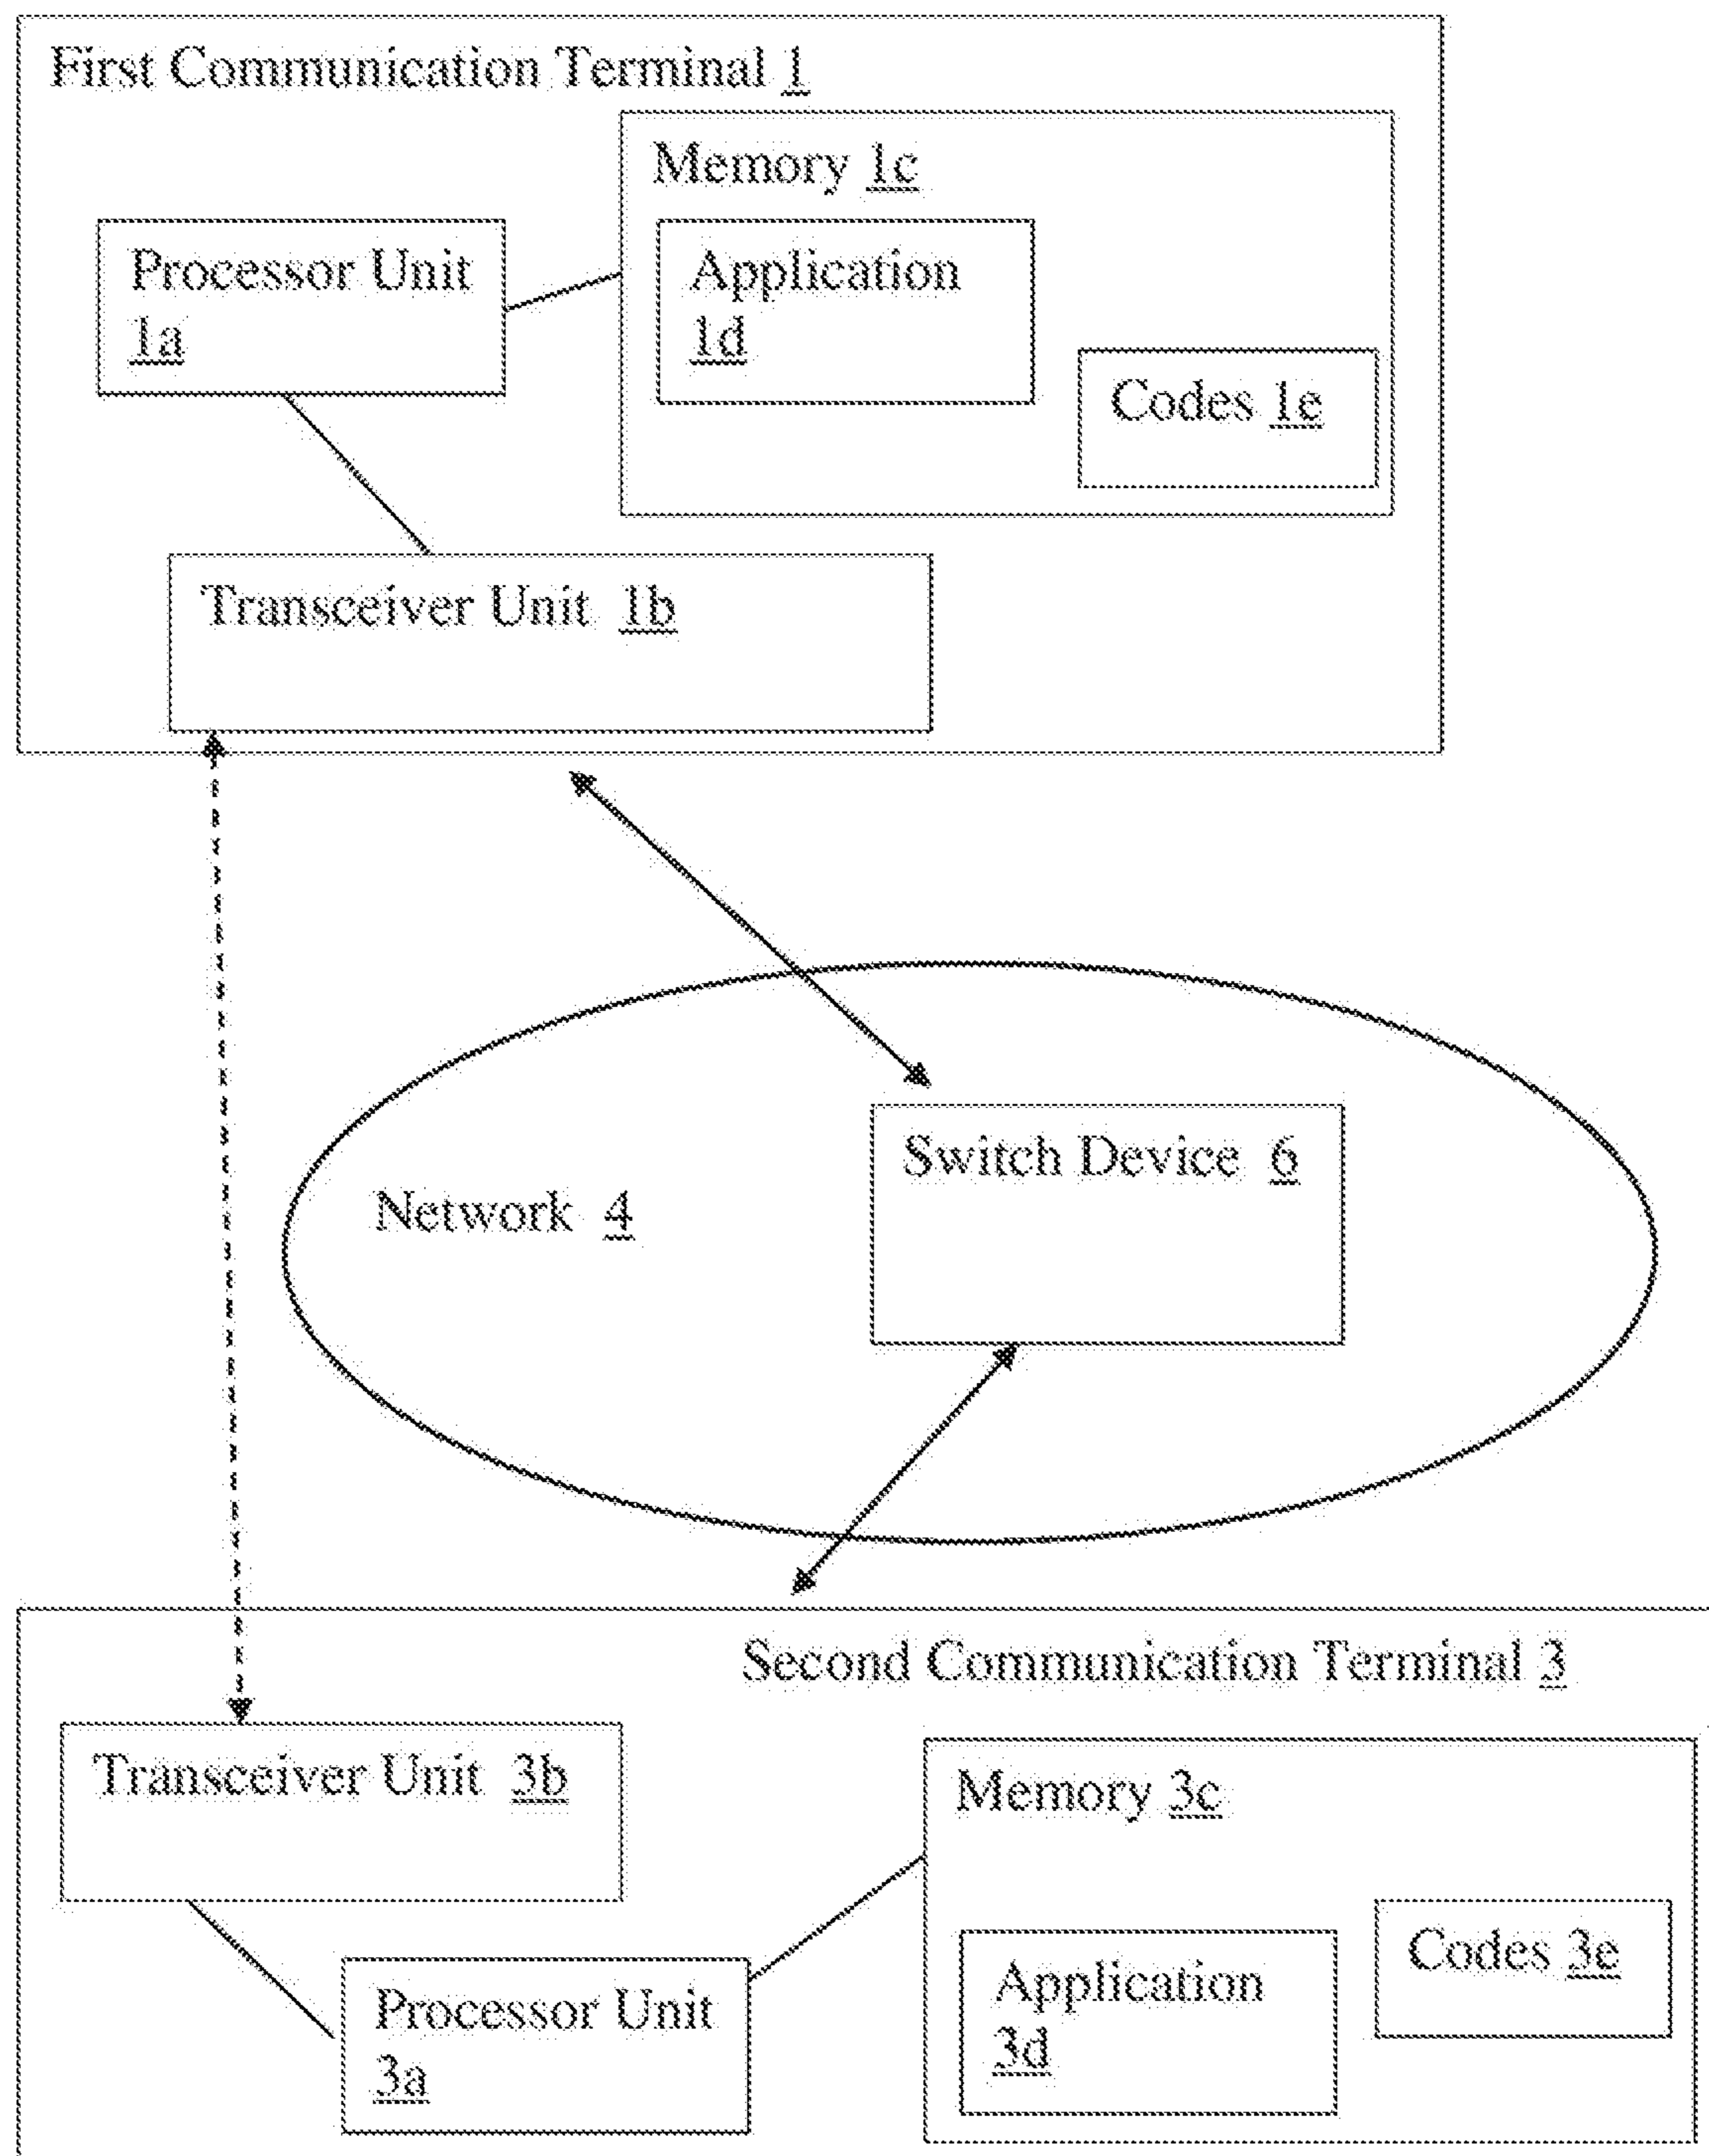 First Communication Terminal 1
Memory 1c
Processor Unit
1a
Application
1d
Codes 1e
Transceiver Unit 1b
Switch Device 6
Network 4
Second Communication Terminal 3
Transceiver Unit 3b
Memory 3c
Codes 3e
Application
3d
Processor Unit
3a